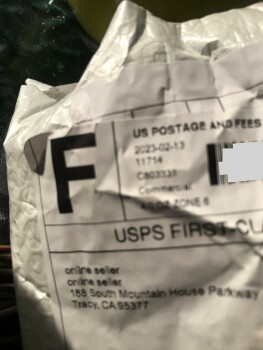 F
US POSTAGE AND FEES
2023-02-13
11714
Commercial
ZONE 6
USPS FIRST-CL
online seller
online seller
188 South Mountain House Parkway
Tracy, CA 95377